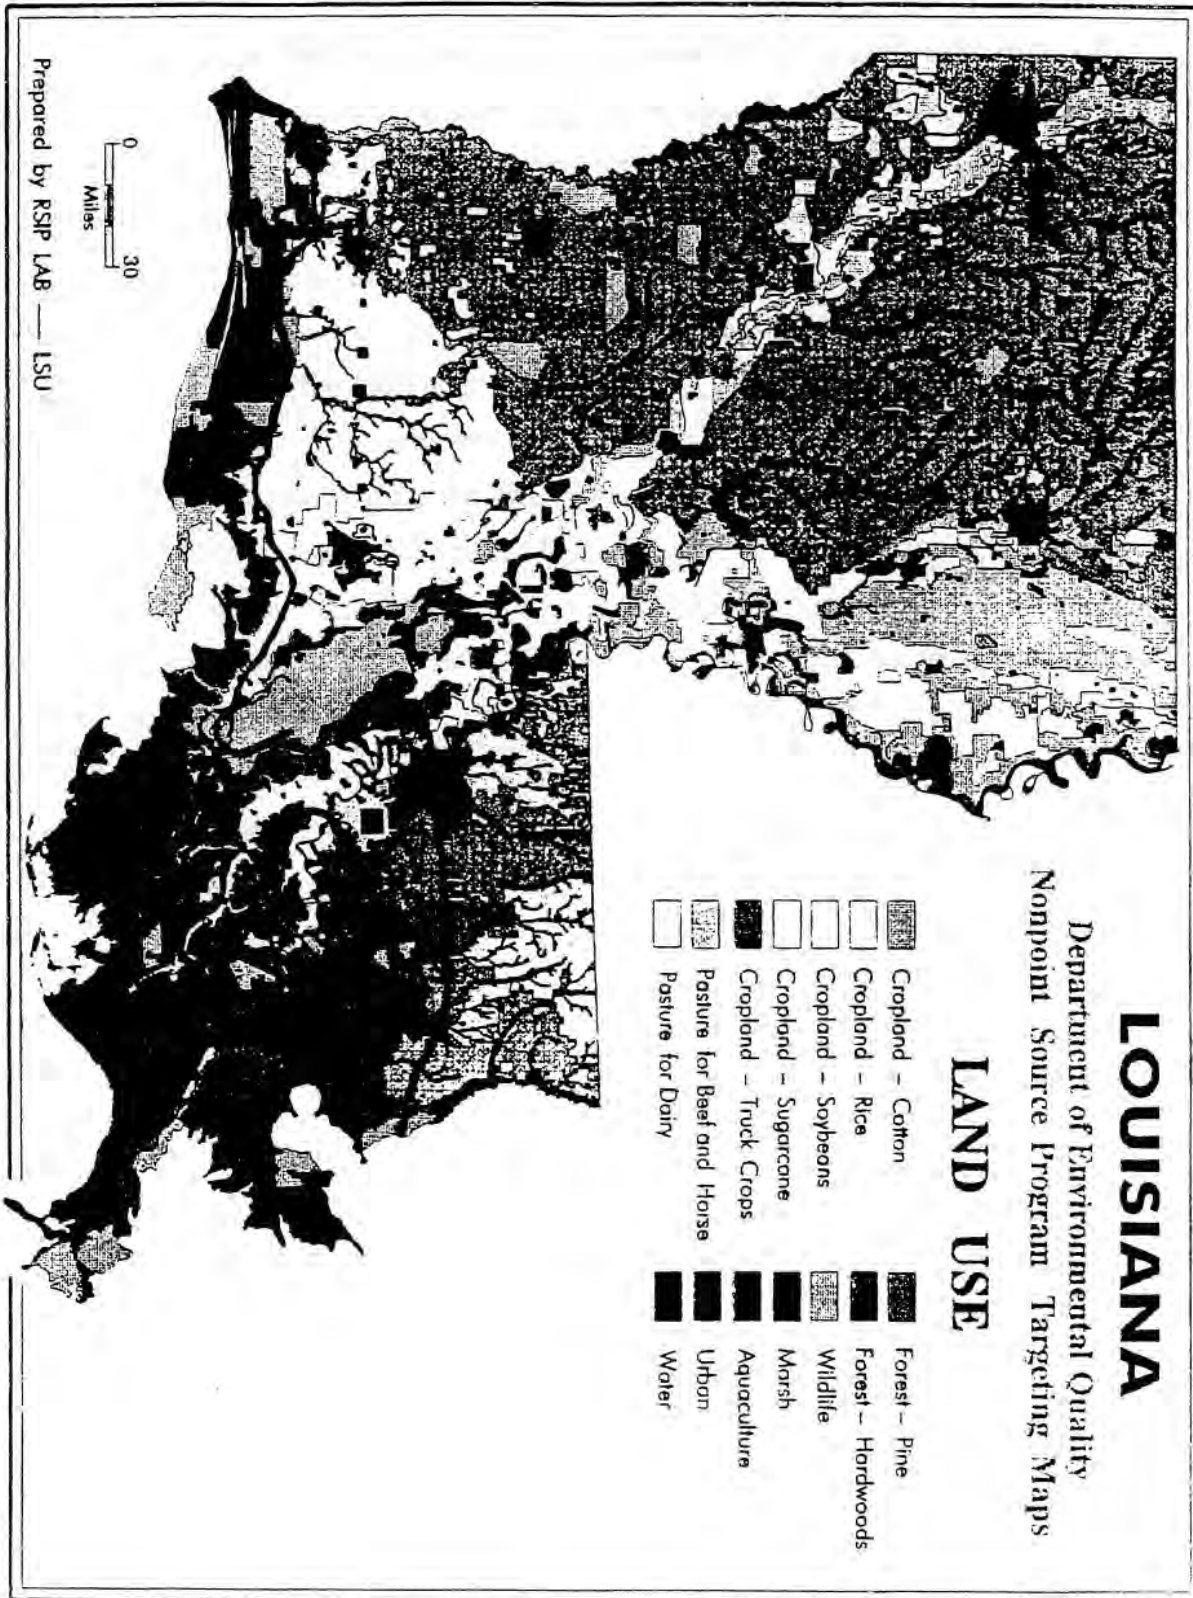 LOUISIANA
Department of Environmental Quality
Nonpoint Source Program Targeting Maps
LAND USE
Cropland – Cotton
Cropland – Rice
Cropland – Soybeans
Cropland – Sugarcane
Cropland – Truck Crops
Pasture for Beef and Horse
Pasture for Dairy
Forest – Pine
Forest – Hardwoods
Wildlife
Marsh
Aquaculture
Urban
Water
0 30
Miles
Prepared by RSIP LAB — LSU